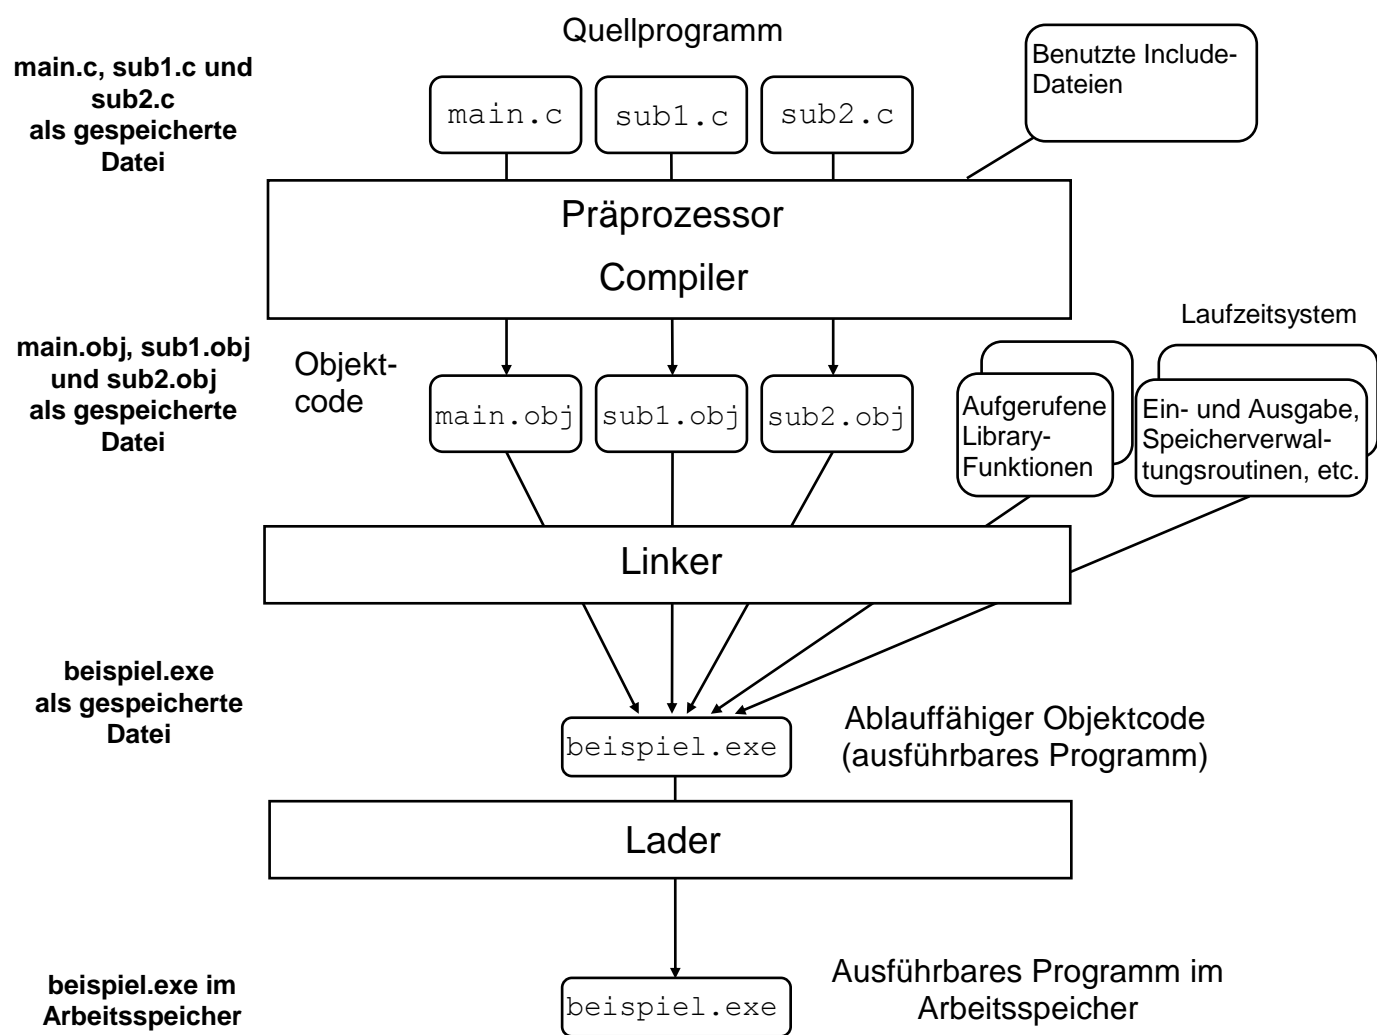 Quellprogramm
main.c, sub1.c und
sub2.c
als gespeicherte
Datei
main.c
sub1.c
sub2.c
Benutzte Include-
Dateien
Präprozessor
Compiler
main.obj, sub1.obj
und sub2.obj
als gespeicherte
Datei
Objekt-
code
main.obj
sub1.obj
sub2.obj
Laufzeitsystem
Aufgerufene
Library-
Funktionen
Ein- und Ausgabe,
Speicherverwal-
tungsroutinen, etc.
Linker
beispiel.exe
als gespeicherte
Datei
beispiel.exe
Ablauffähiger Objektcode
(ausführbares Programm)
Lader
beispiel.exe im
Arbeitsspeicher
beispiel.exe
Ausführbares Programm im
Arbeitsspeicher